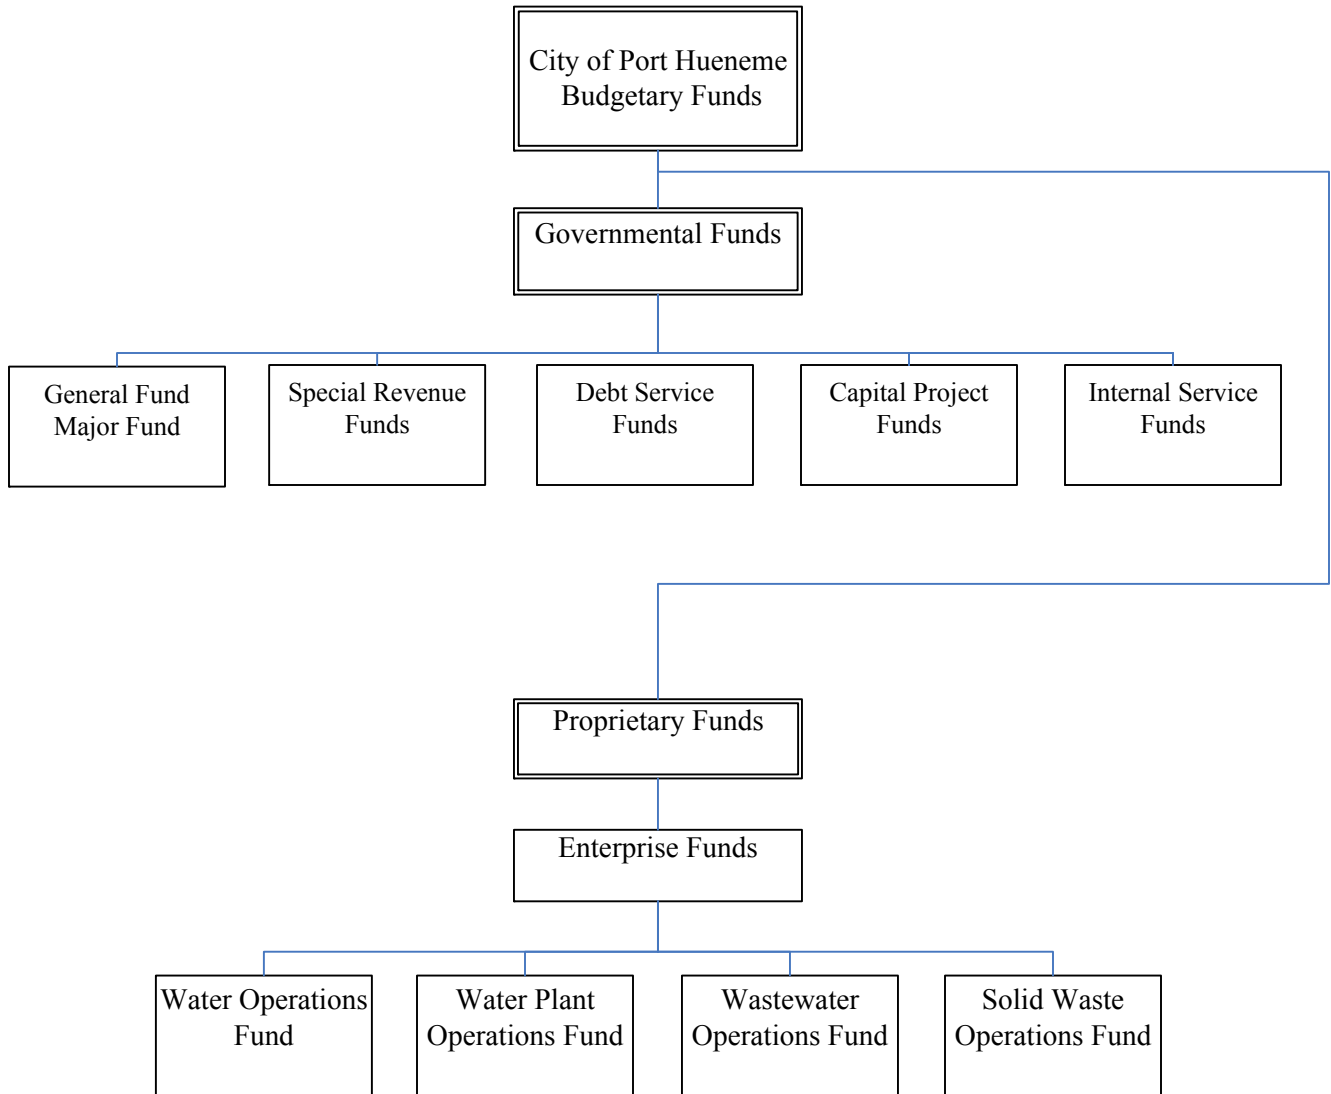 City of Port Hueneme
Budgetary Funds
Governmental Funds
General Fund
Major Fund
Special Revenue
Funds
Debt Service
Funds
Capital Project
Funds
Internal Service
Funds
Proprietary Funds
Enterprise Funds
Water Operations
Fund
Water Plant
Operations Fund
Wastewater
Operations Fund
Solid Waste
Operations Fund